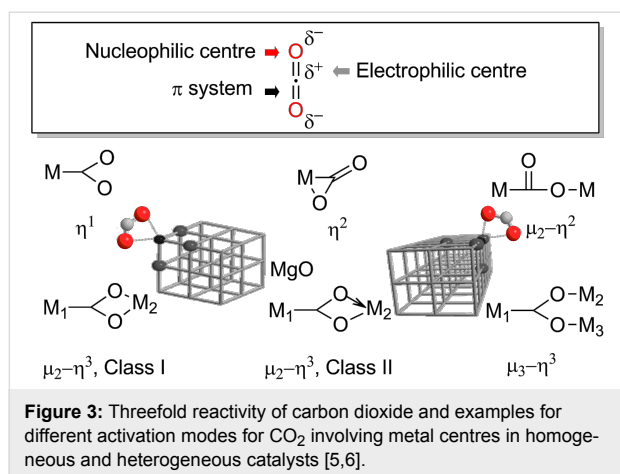 Nucleophilic centre O δ−
δ+ Electrophilic centre
π system
O δ−
M O O
M O O
O M O–M
η1
η2
μ2−η2
MgO
M1 O O M2
M1 O O M2
M1 O–M2 O–M3
μ2−η3, Class I
μ2−η3, Class II
μ3−η3
Figure 3: Threefold reactivity of carbon dioxide and examples for
different activation modes for CO2 involving metal centres in homoge-
neous and heterogeneous catalysts [5,6].